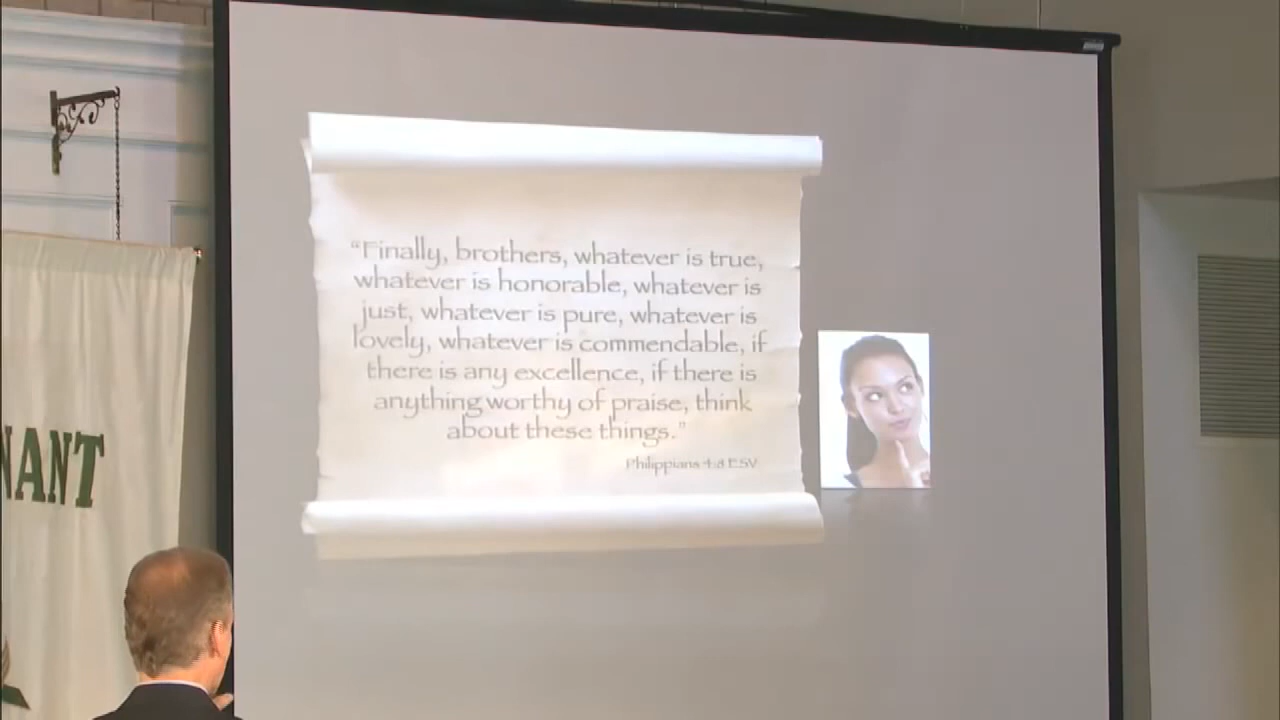 “Finally, brothers, whatever is true,
whatever is honorable, whatever is
just, whatever is pure, whatever is
lovely, whatever is commendable, if
there is any excellence, if there is
anything worthy of praise, think
about these things.”
Philippians 4:8 ESV
NANT